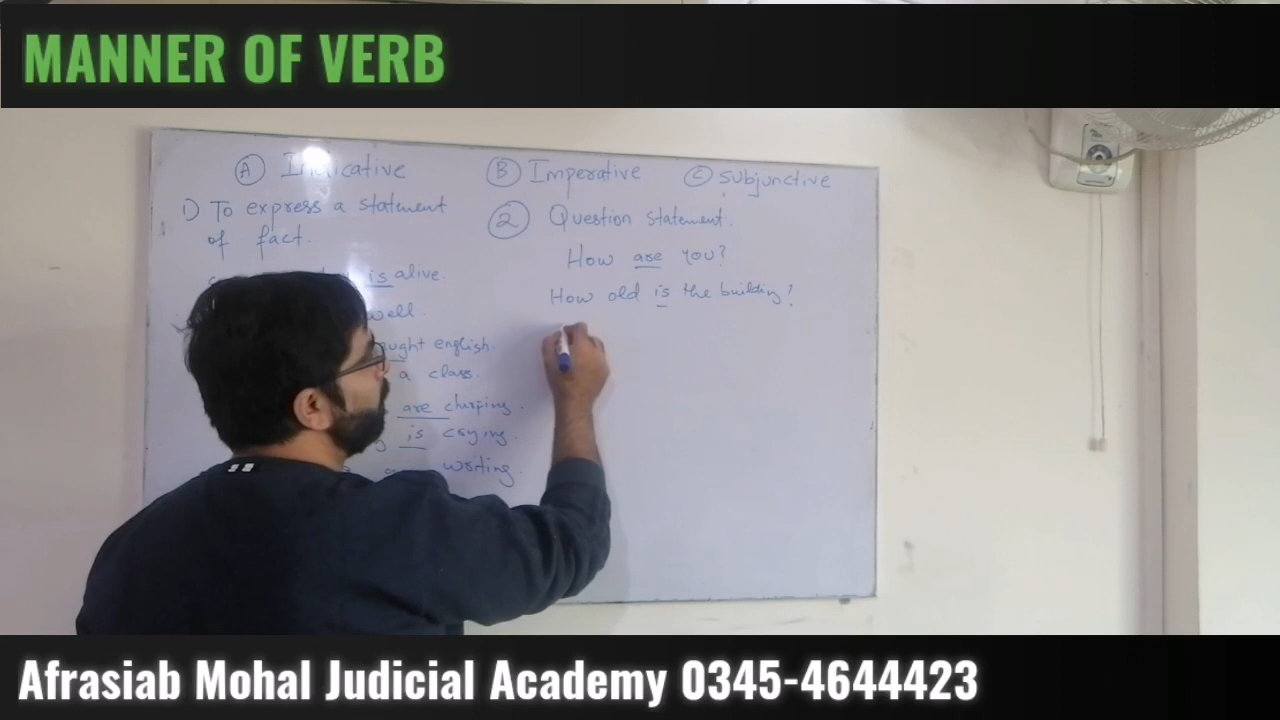 MANNER OF VERB
Ⓐ Indicative Ⓑ Imperative Ⓒ Subjunctive
1) To express a statement
of fact.
② Question statement.
How are you?
How old is the building?
is alive.
well.
english.
a class.
are chirping.
is crying.
writing.
Afrasiab Mohal Judicial Academy 0345-4644423